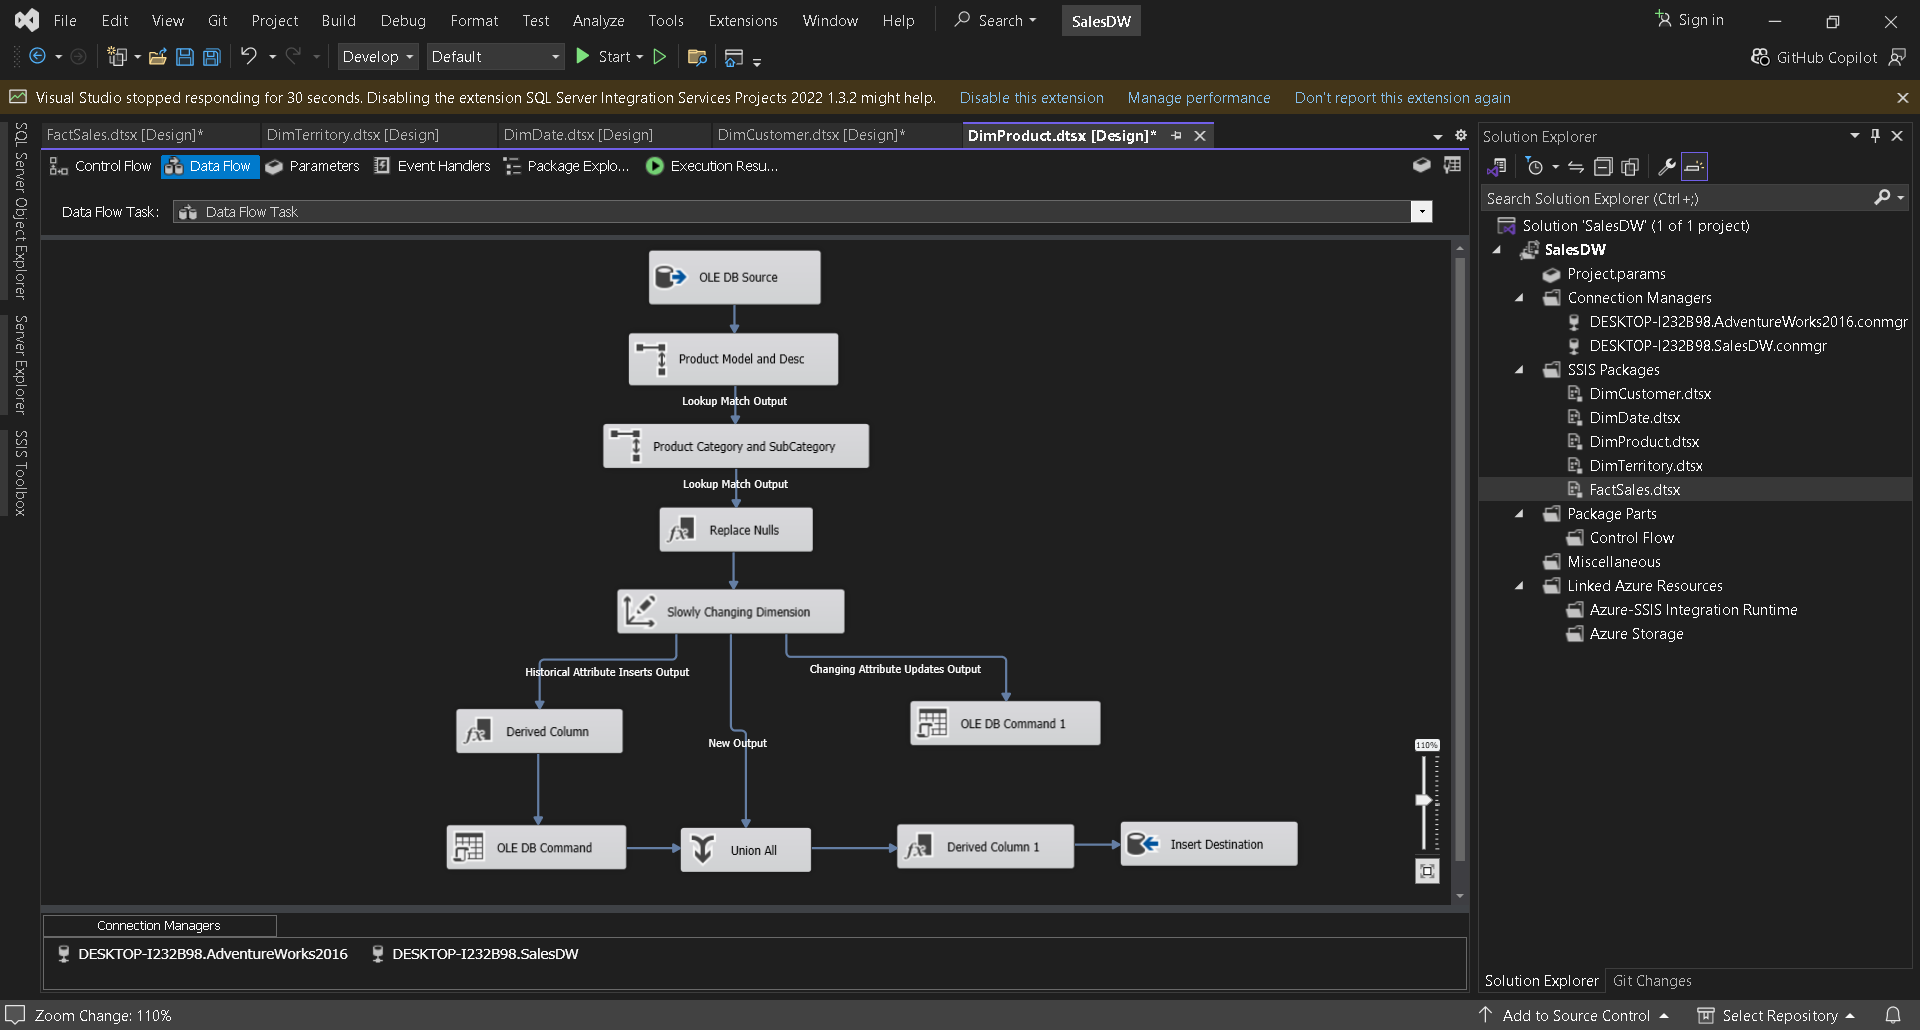 File Edit View Git Project Build Debug Format Test Analyze Tools Extensions Window Help Search SalesDW Sign in
Develop Default Start GitHub Copilot
Visual Studio stopped responding for 30 seconds. Disabling the extension SQL Server Integration Services Projects 2022 1.3.2 might help. Disable this extension Manage performance Don't report this extension again
SQL Server Object Explorer
Server Explorer
SSIS Toolbox
FactSales.dtsx [Design]* DimTerritory.dtsx [Design] DimDate.dtsx [Design] DimCustomer.dtsx [Design]* DimProduct.dtsx [Design]*
Control Flow Data Flow Parameters Event Handlers Package Explo... Execution Resu...
Data Flow Task: Data Flow Task
OLE DB Source
Product Model and Desc
Lookup Match Output
Product Category and SubCategory
Lookup Match Output
Replace Nulls
Slowly Changing Dimension
Historical Attribute Inserts Output
Changing Attribute Updates Output
Derived Column
OLE DB Command 1
New Output
110%
OLE DB Command
Union All
Derived Column 1
Insert Destination
Connection Managers
DESKTOP-I232B98.AdventureWorks2016 DESKTOP-I232B98.SalesDW
Solution Explorer
Search Solution Explorer (Ctrl+;)
Solution 'SalesDW' (1 of 1 project)
SalesDW
Project.params
Connection Managers
DESKTOP-I232B98.AdventureWorks2016.conmgr
DESKTOP-I232B98.SalesDW.conmgr
SSIS Packages
DimCustomer.dtsx
DimDate.dtsx
DimProduct.dtsx
DimTerritory.dtsx
FactSales.dtsx
Package Parts
Control Flow
Miscellaneous
Linked Azure Resources
Azure-SSIS Integration Runtime
Azure Storage
Solution Explorer Git Changes
Zoom Change: 110% Add to Source Control Select Repository